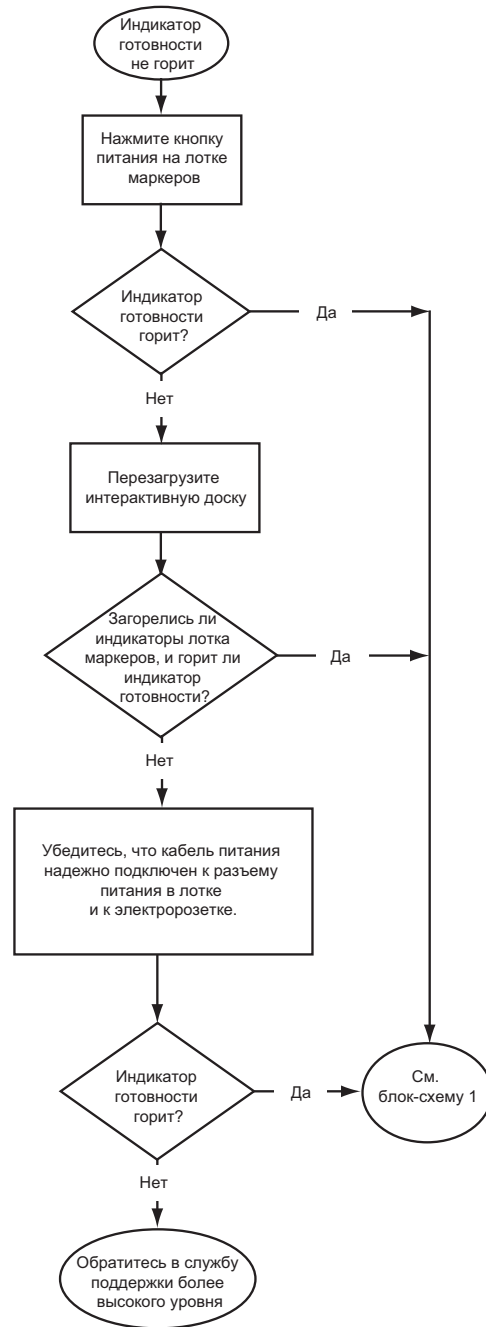 Индикатор
готовности
не горит
Нажмите кнопку
питания на лотке
маркеров
Индикатор
готовности
горит?
Да
Нет
Перезагрузите
интерактивную доску
Загорелись ли
индикаторы лотка
маркеров, и горит ли
индикатор
готовности?
Да
Нет
Убедитесь, что кабель питания
надежно подключен к разъему
питания в лотке
и к электророзетке.
Индикатор
готовности
горит?
Да
См.
блок-схему 1
Нет
Обратитесь в службу
поддержки более
высокого уровня